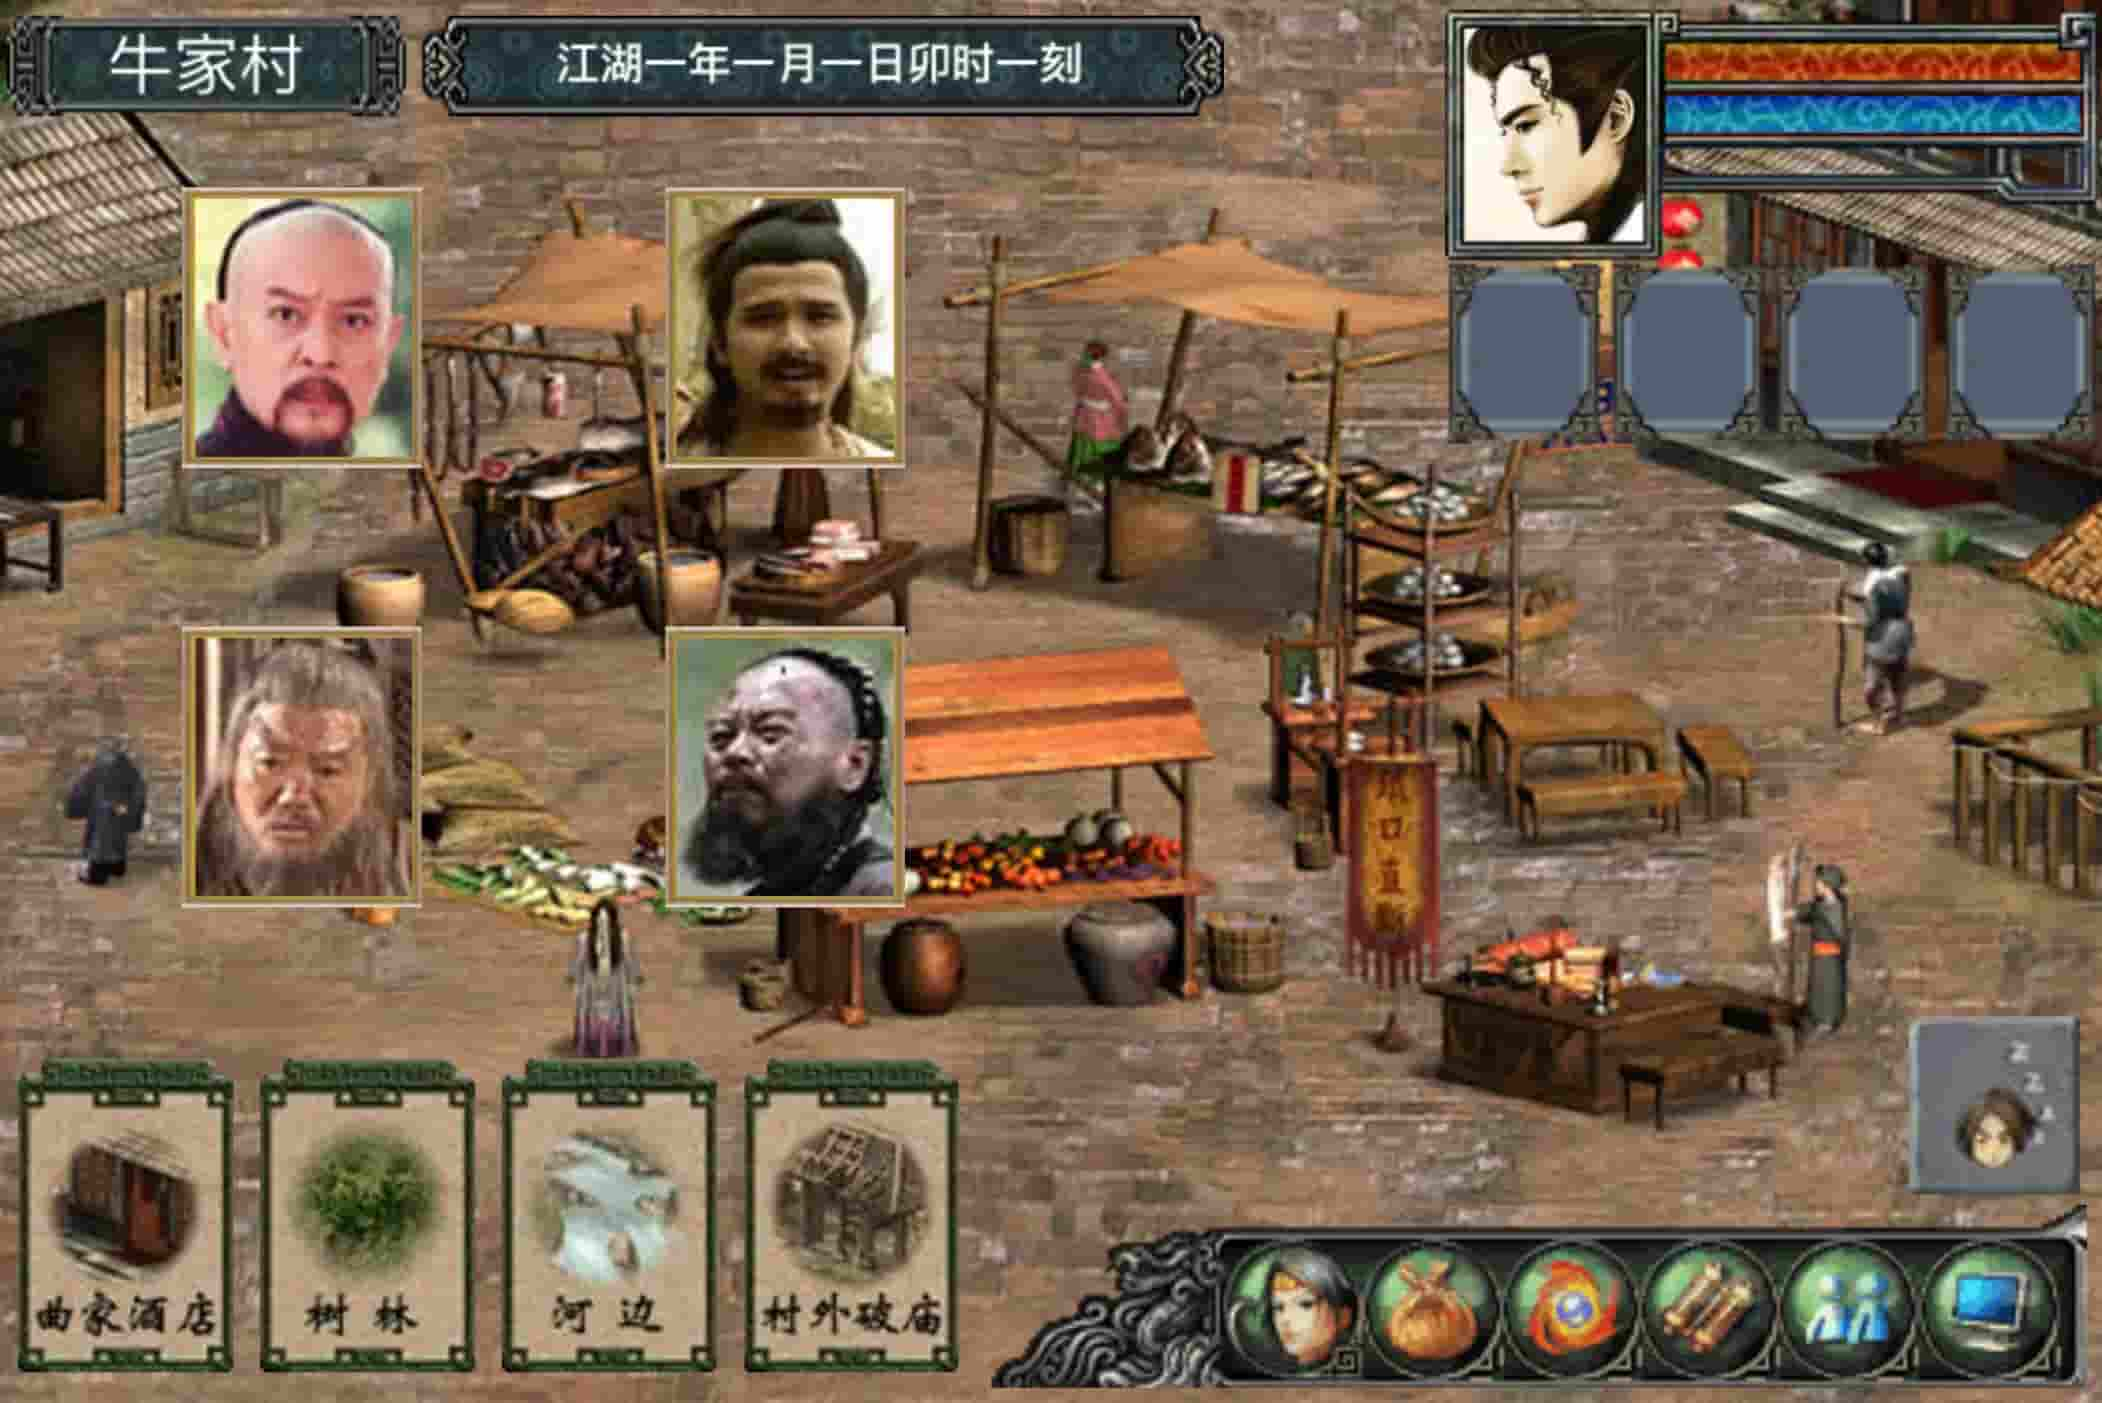 牛家村
江湖一年一月一日卯时一刻
曲家酒店
树林
河边
村外破庙